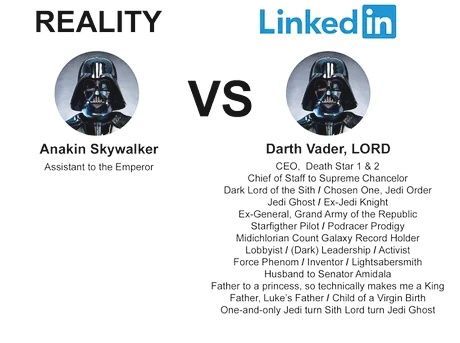 REALITY
LinkedIn
VS
Anakin Skywalker
Assistant to the Emperor
Darth Vader, LORD
CEO, Death Star 1 & 2
Chief of Staff to Supreme Chancelor
Dark Lord of the Sith / Chosen One, Jedi Order
Jedi Ghost / Ex-Jedi Knight
Ex-General, Grand Army of the Republic
Starfigther Pilot / Podracer Prodigy
Midichlorian Count Galaxy Record Holder
Lobbyist / (Dark) Leadership / Activist
Force Phenom / Inventor / Lightsabersmith
Husband to Senator Amidala
Father to a princess, so technically makes me a King
Father, Luke's Father / Child of a Virgin Birth
One-and-only Jedi turn Sith Lord turn Jedi Ghost